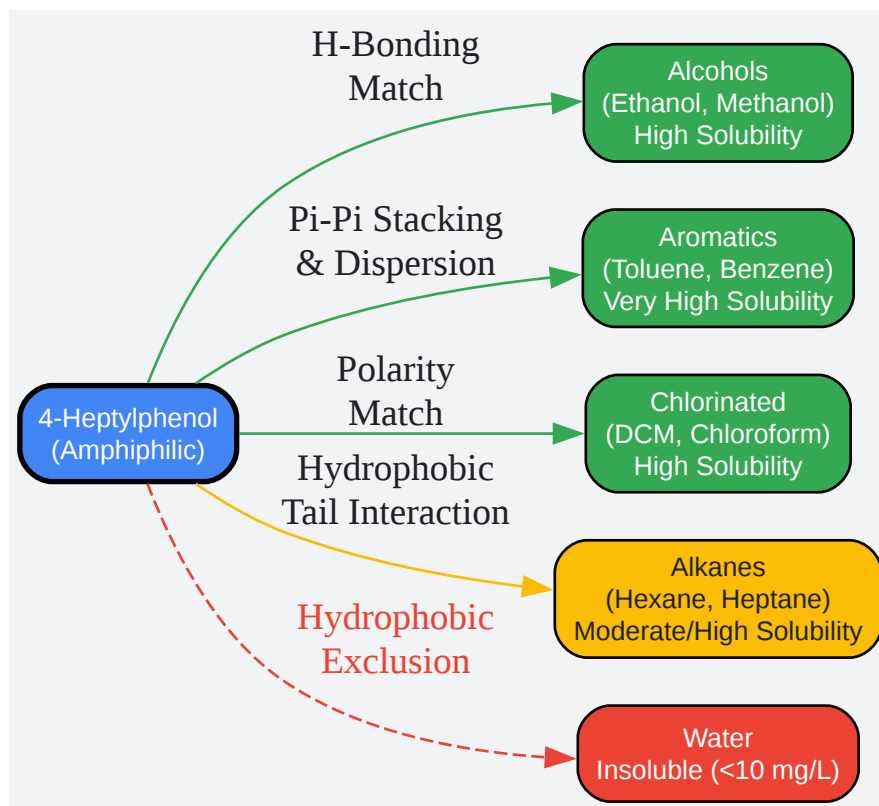 H-Bonding
Match
Alcohols
(Ethanol, Methanol)
High Solubility
Pi-Pi Stacking
& Dispersion
Aromatics
(Toluene, Benzene)
Very High Solubility
4-Heptylphenol
(Amphiphilic)
Polarity
Match
Chlorinated
(DCM, Chloroform)
High Solubility
Hydrophobic
Tail Interaction
Alkanes
(Hexane, Heptane)
Moderate/High Solubility
Hydrophobic
Exclusion
Water
Insoluble (<10 mg/L)